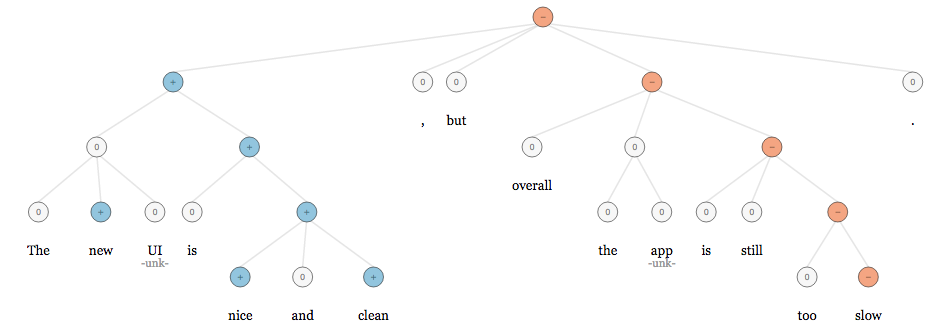 −
+ 0 0 − 0
, but .
0 + 0 0 −
overall
0 + 0 0 + 0 0 0 0 −
The new UI is the app is still
-unk- -unk-
+ 0 + 0 −
nice and clean too slow